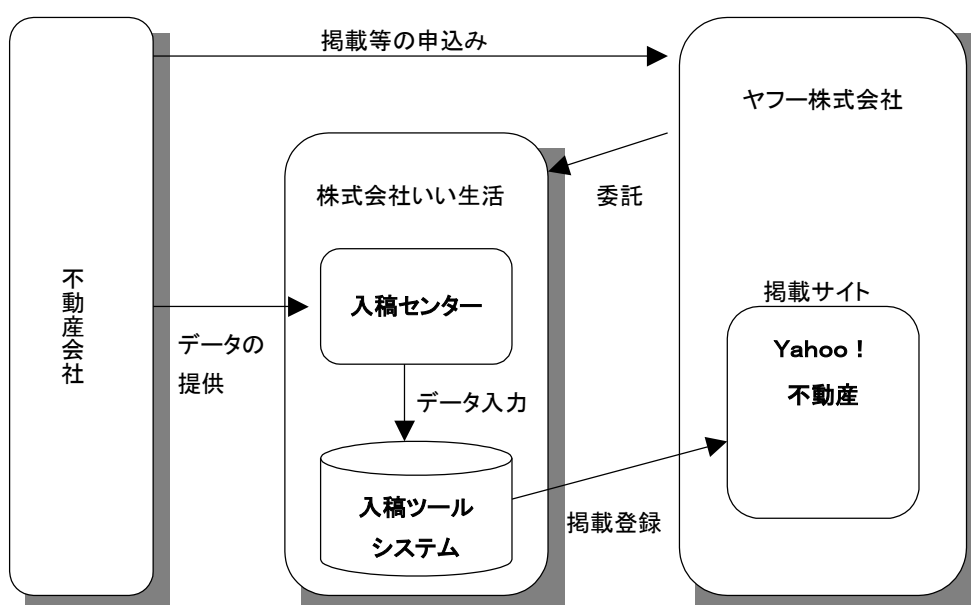 掲載等の申込み
ヤフー株式会社
株式会社いい生活
委託
不動産会社
入稿センター
掲載サイト
データの
提供
Yahoo！
不動産
データ入力
入稿ツール
システム
掲載登録